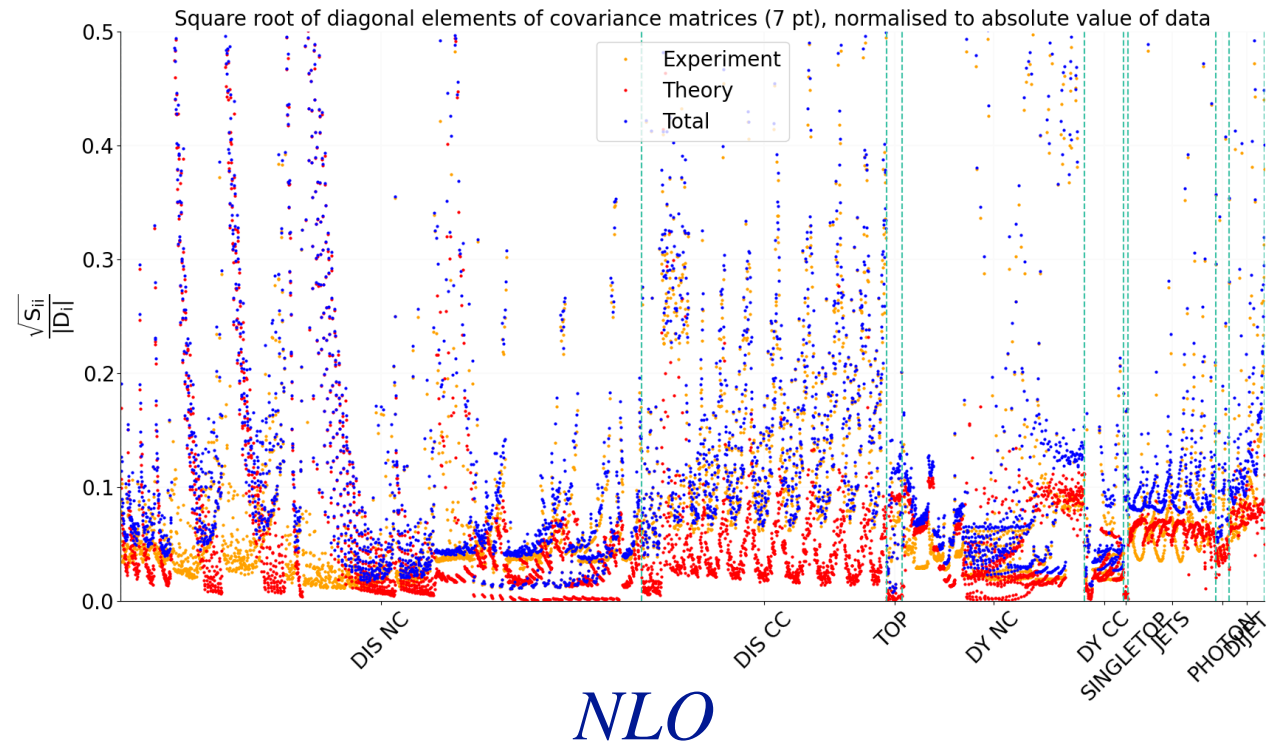 Square root of diagonal elements of covariance matrices (7 pt), normalised to absolute value of data
Experiment
Theory
Total
0.5
0.4
0.3
0.2
0.1
0.0
√Sii
|Di|
DIS NC
DIS CC
TOP
DY NC
DY CC
SINGLETOP
JETS
PHOTON
DIJET
NLO